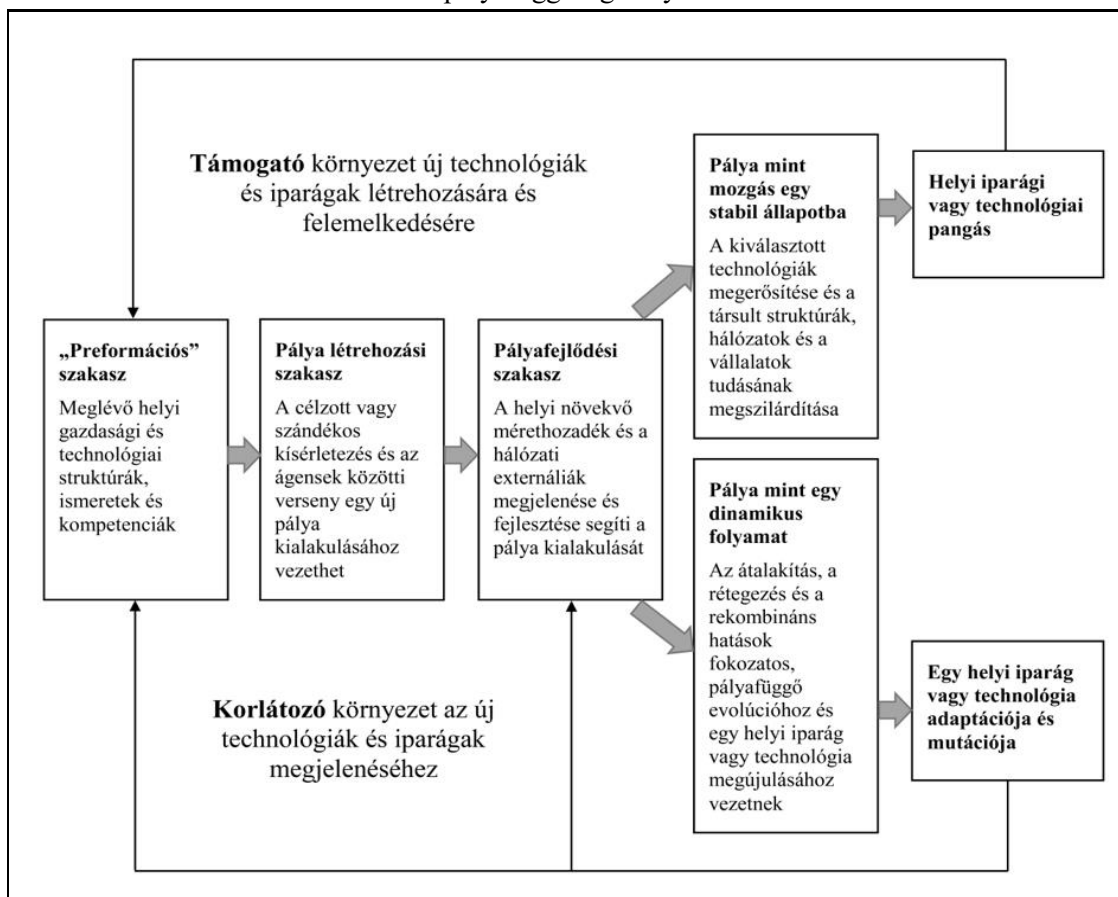 Támogató környezet új technológiák
és iparágak létrehozására és
felemelkedésére
„Preformációs”
szakasz
Meglévő helyi
gazdasági és
technológiai
struktúrák,
ismeretek és
kompetenciák
Pálya létrehozási
szakasz
A célzott vagy
szándékos
kísérletezés és az
ágensek közötti
verseny egy új
pálya
kialakulásához
vezethet
Pályafejlődési
szakasz
A helyi növekvő
mérethozadék és a
hálózati
externáliák
megjelenése és
fejlesztése segíti a
pálya kialakulását
Pálya mint
mozgás egy
stabil állapotba
A kiválasztott
technológiák
megerősítése és a
társult struktúrák,
hálózatok és a
vállalatok
tudásának
megszilárdítása
Helyi iparági
vagy technológiai
pangás
Pálya mint egy
dinamikus
folyamat
Az átalakítás, a
rétegezés és a
rekombináns
hatások
fokozatos,
pályafüggő
evolúcióhoz és
egy helyi iparág
vagy technológia
megújulásához
vezetnek
Egy helyi iparág
vagy technológia
adaptációja és
mutációja
Korlátozó környezet az új
technológiák és iparágak
megjelenéséhez